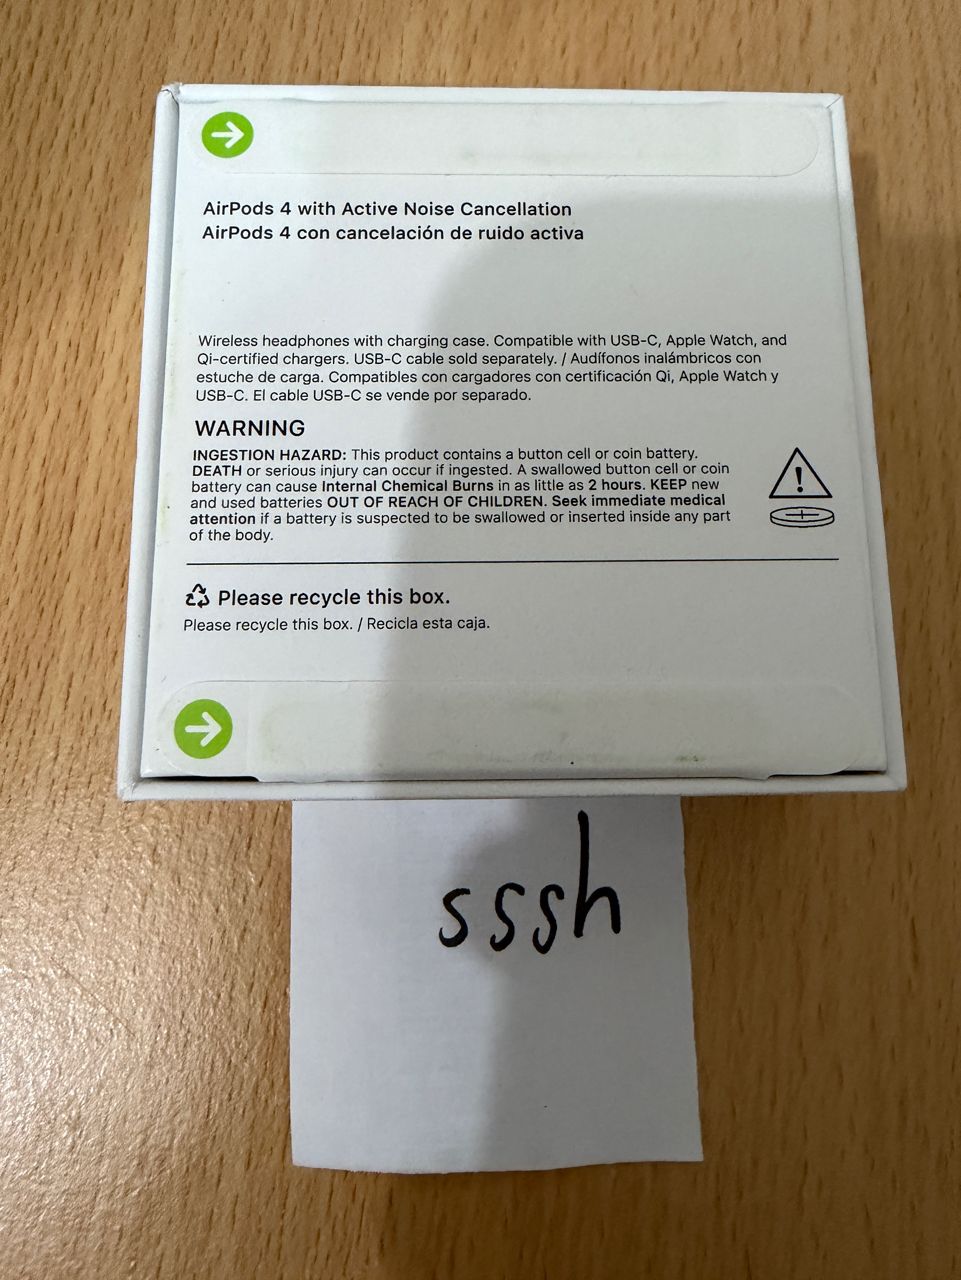 AirPods 4 with Active Noise Cancellation
AirPods 4 con cancelación de ruido activa
Wireless headphones with charging case. Compatible with USB-C, Apple Watch, and
Qi-certified chargers. USB-C cable sold separately. / Audífonos inalámbricos con
estuche de carga. Compatibles con cargadores con certificación Qi, Apple Watch y
USB-C. El cable USB-C se vende por separado.
WARNING
INGESTION HAZARD: This product contains a button cell or coin battery.
DEATH or serious injury can occur if ingested. A swallowed button cell or coin
battery can cause Internal Chemical Burns in as little as 2 hours. KEEP new
and used batteries OUT OF REACH OF CHILDREN. Seek immediate medical
attention if a battery is suspected to be swallowed or inserted inside any part
of the body.
Please recycle this box.
Please recycle this box. / Recicla esta caja.
sssh